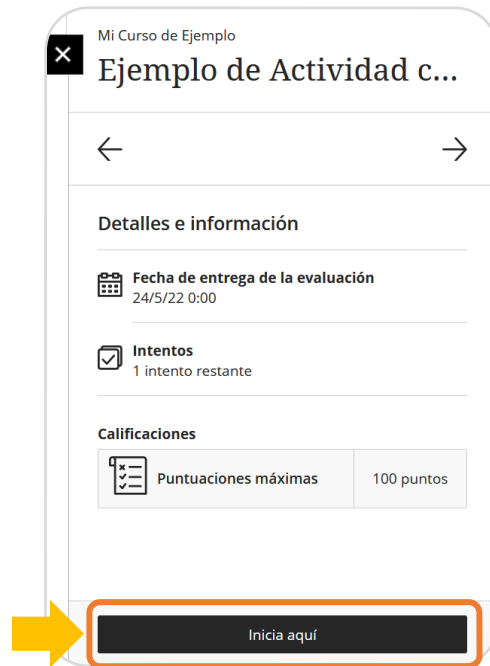 Mi Curso de Ejemplo
Ejemplo de Actividad c...
Detalles e información
Fecha de entrega de la evaluación
24/5/22 0:00
Intentos
1 intento restante
Calificaciones
Puntuaciones máximas 100 puntos
Inicia aquí